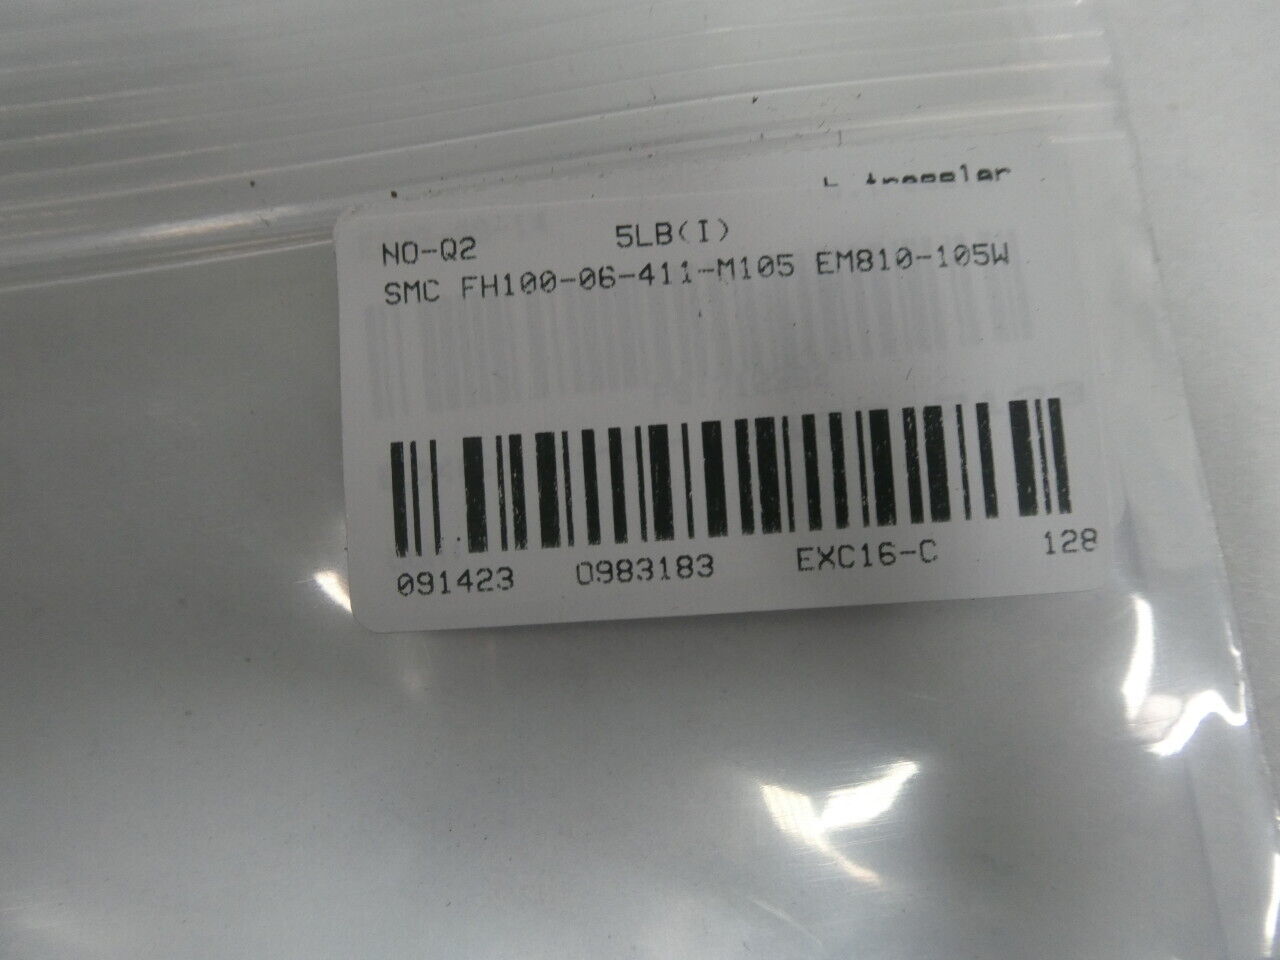 NO-Q2 5LB(I)
SMC FH100-06-411-M105 EM810-105W
091423 0983183 EXC16-C 128